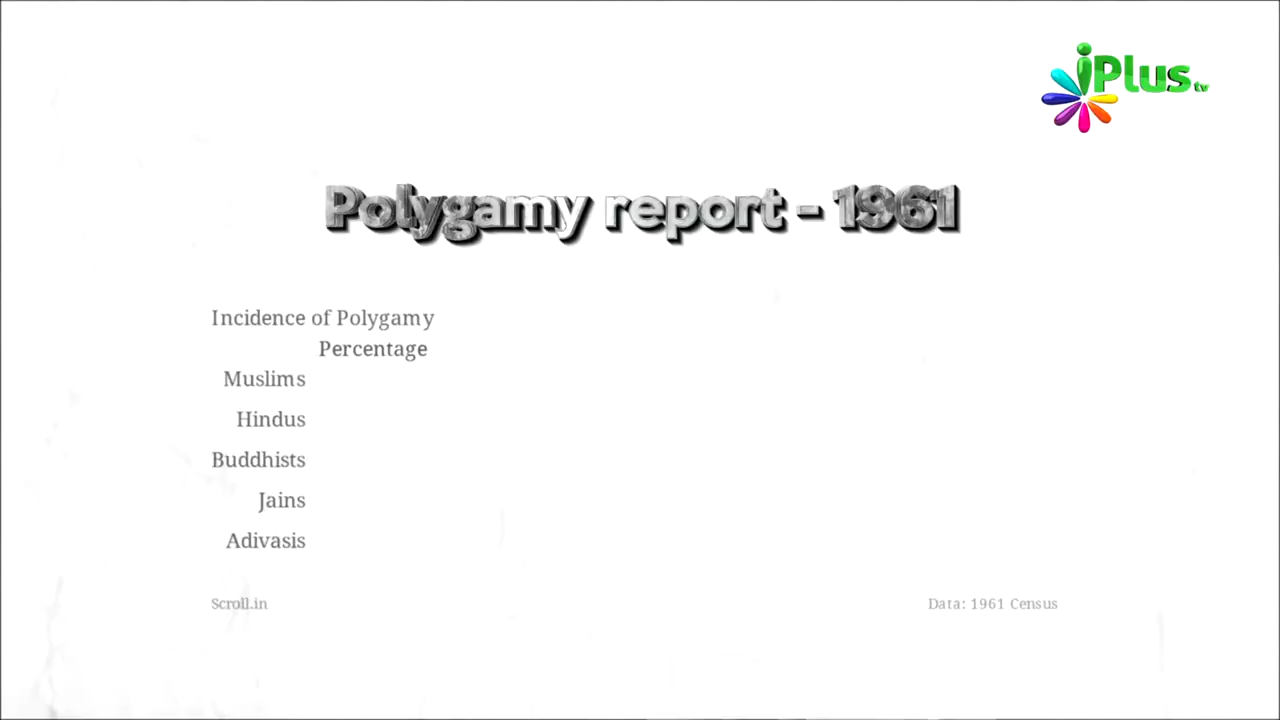 iPlus tv
Polygamy report - 1961
Incidence of Polygamy
Percentage
Muslims
Hindus
Buddhists
Jains
Adivasis
Scroll.in
Data: 1961 Census